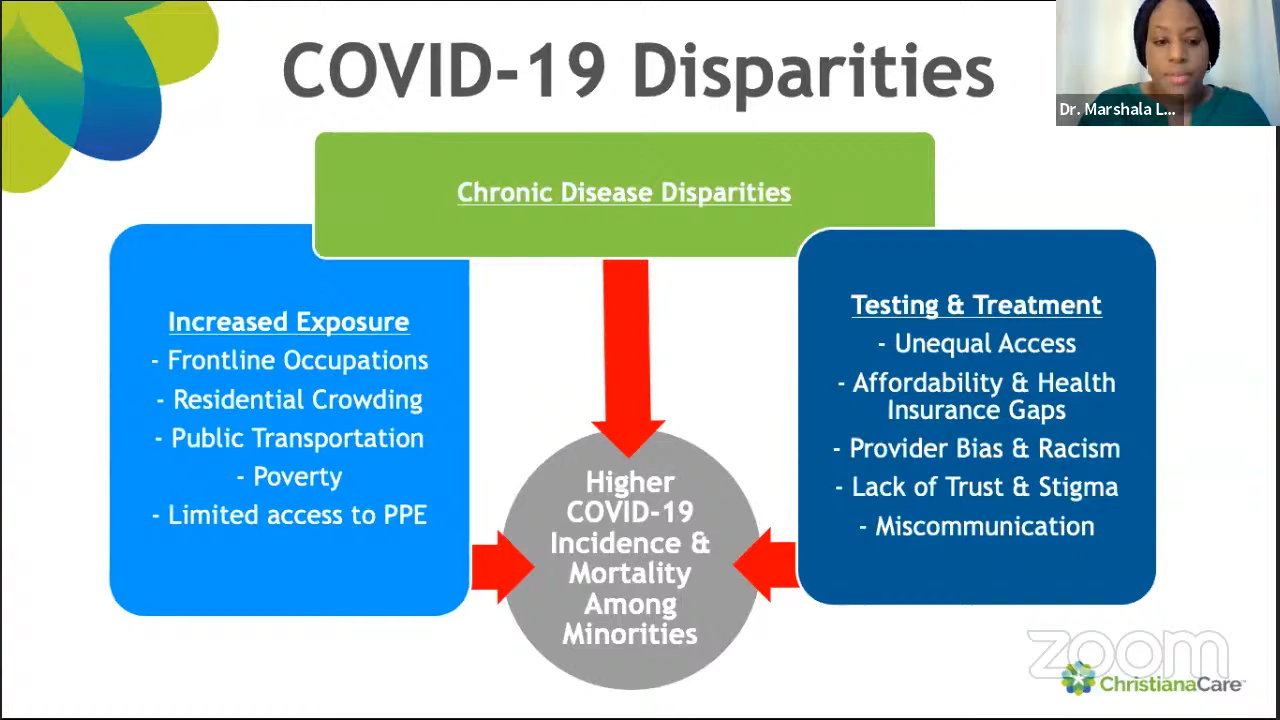 COVID-19 Disparities
Dr. Marshala L...
Chronic Disease Disparities
Increased Exposure
- Frontline Occupations
- Residential Crowding
- Public Transportation
- Poverty
- Limited access to PPE
Testing & Treatment
- Unequal Access
- Affordability & Health
Insurance Gaps
- Provider Bias & Racism
- Lack of Trust & Stigma
- Miscommunication
Higher
COVID-19
Incidence &
Mortality
Among
Minorities
zoom
ChristianaCare™